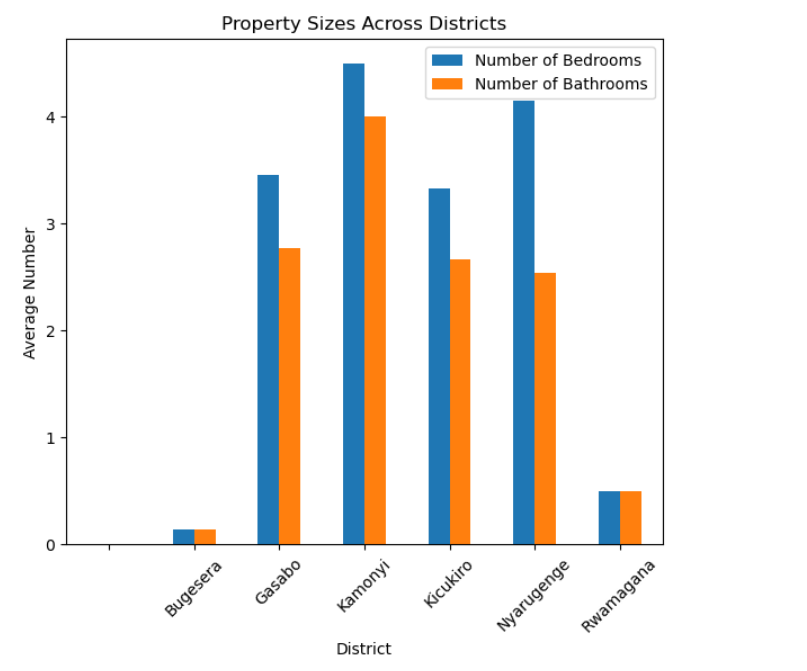 Property Sizes Across Districts
Number of Bedrooms
Number of Bathrooms
4
3
2
1
0
Average Number
Bugesera
Gasabo
Kamonyi
Kicukiro
Nyarugenge
Rwamagana
District